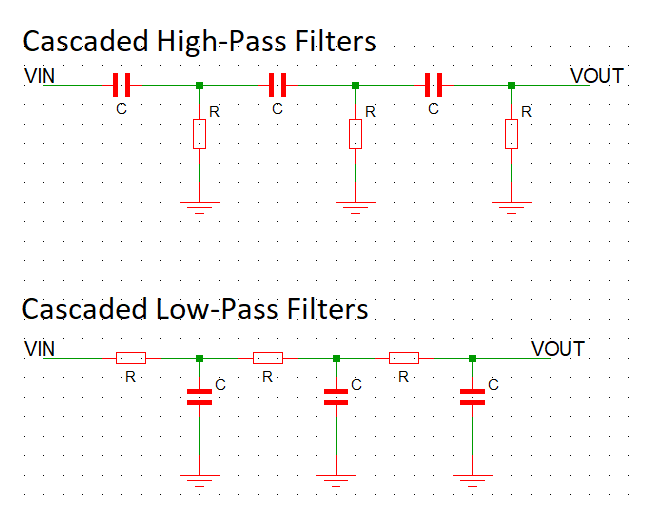 Cascaded High-Pass Filters
VIN VOUT
C C C
R R R
Cascaded Low-Pass Filters
VIN VOUT
R R R
C C C